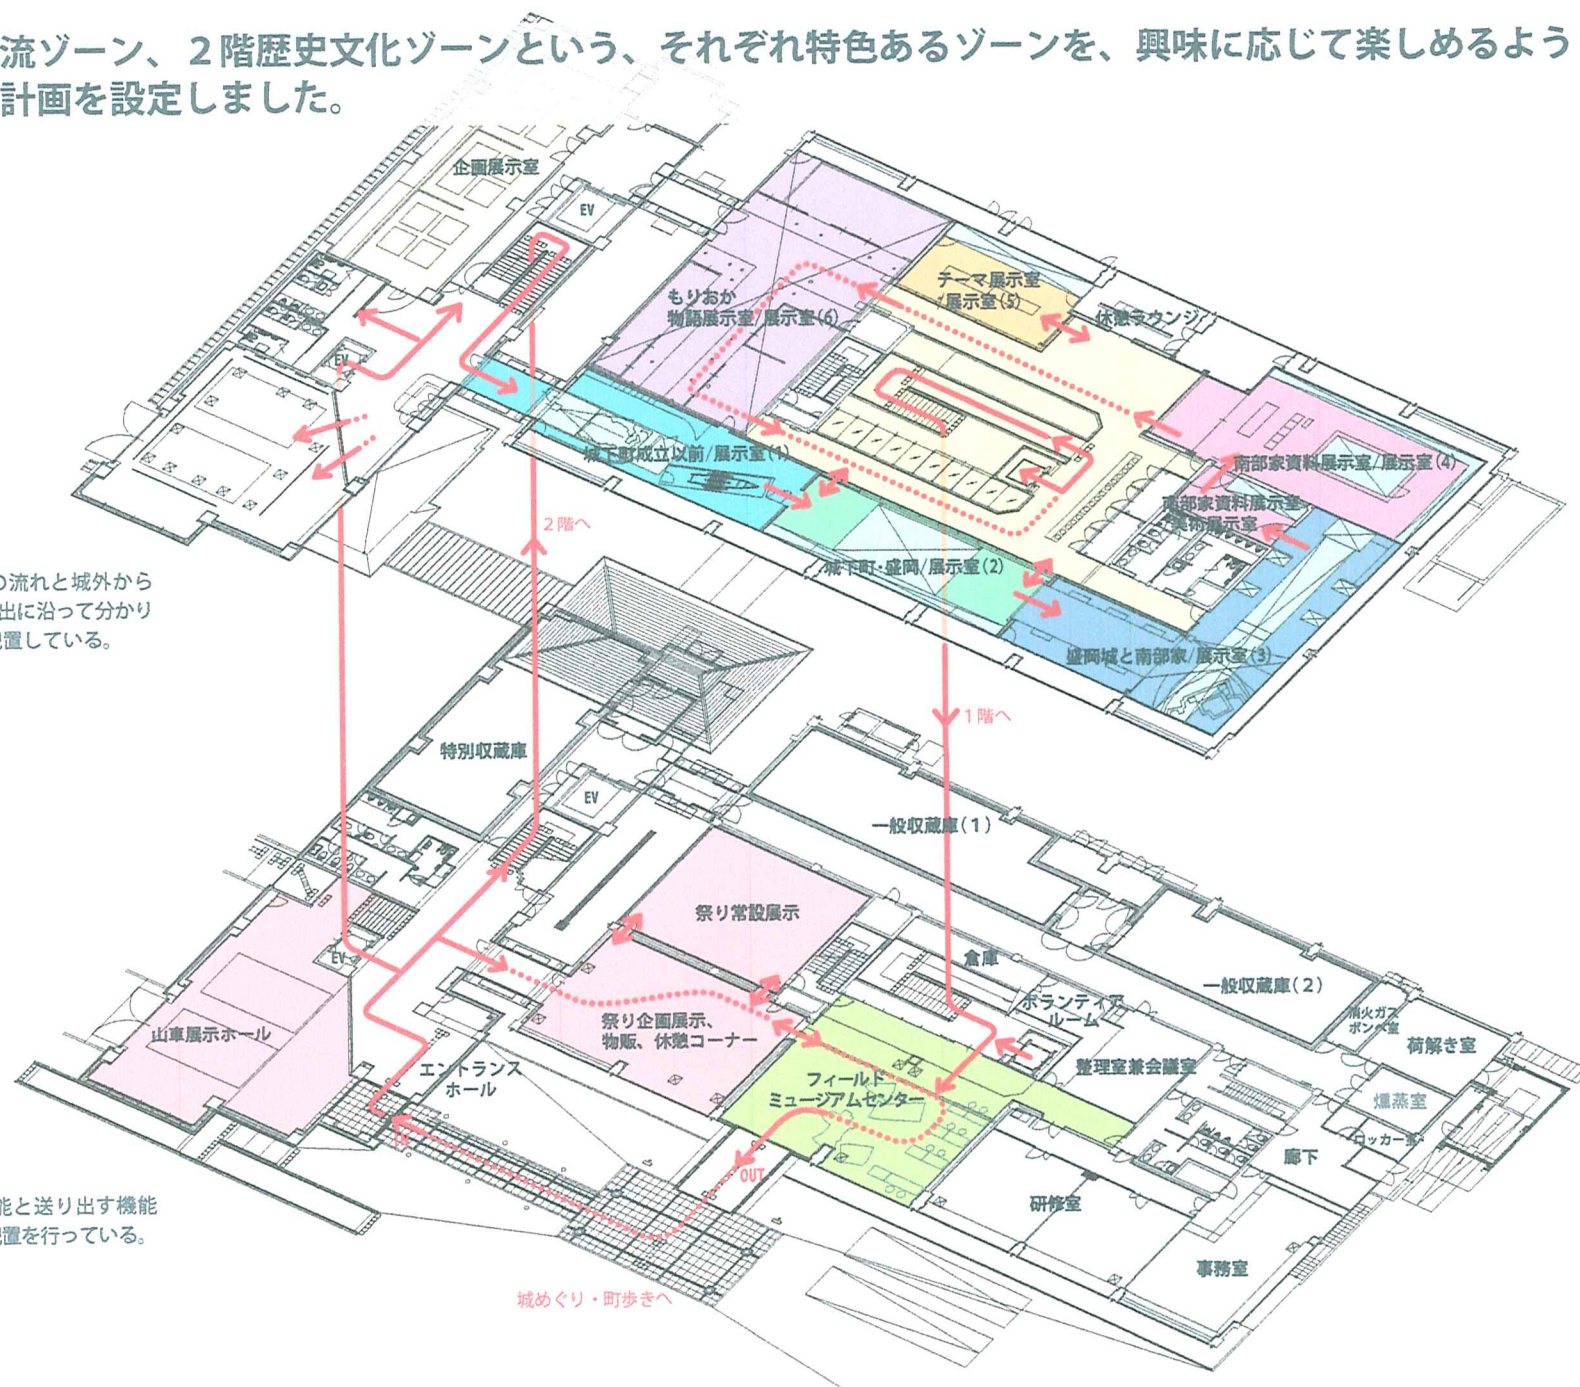 流ゾーン、２階歴史文化ゾーンという、それぞれ特色あるゾーンを、興味に応じて楽しめるよう
計画を設定しました。
企画展示室
EV
EV
もりおか
物語展示室/展示室(6)
テーマ展示室
/展示室(5)
休憩ラウンジ
城下町成立以前/展示室(1)
南部家資料展示室/展示室(4)
南部家資料展示室
/美術展示室
城下町・盛岡/展示室(2)
盛岡城と南部家/展示室(3)
2階へ
1階へ
の流れと城外から
出に沿って分かり
配置している。
特別収蔵庫
EV
一般収蔵庫(1)
祭り常設展示
倉庫
ボランティア
ルーム
一般収蔵庫(2)
消火ガス
ボンベ室
荷解き室
EV
山車展示ホール
祭り企画展示、
物販、休憩コーナー
エントランス
ホール
整理室兼会議室
フィールド
ミュージアムセンター
燻蒸室
ロッカー室
廊下
IN
OUT
研修室
事務室
能と送り出す機能
配置を行っている。
城めぐり・町歩きへ